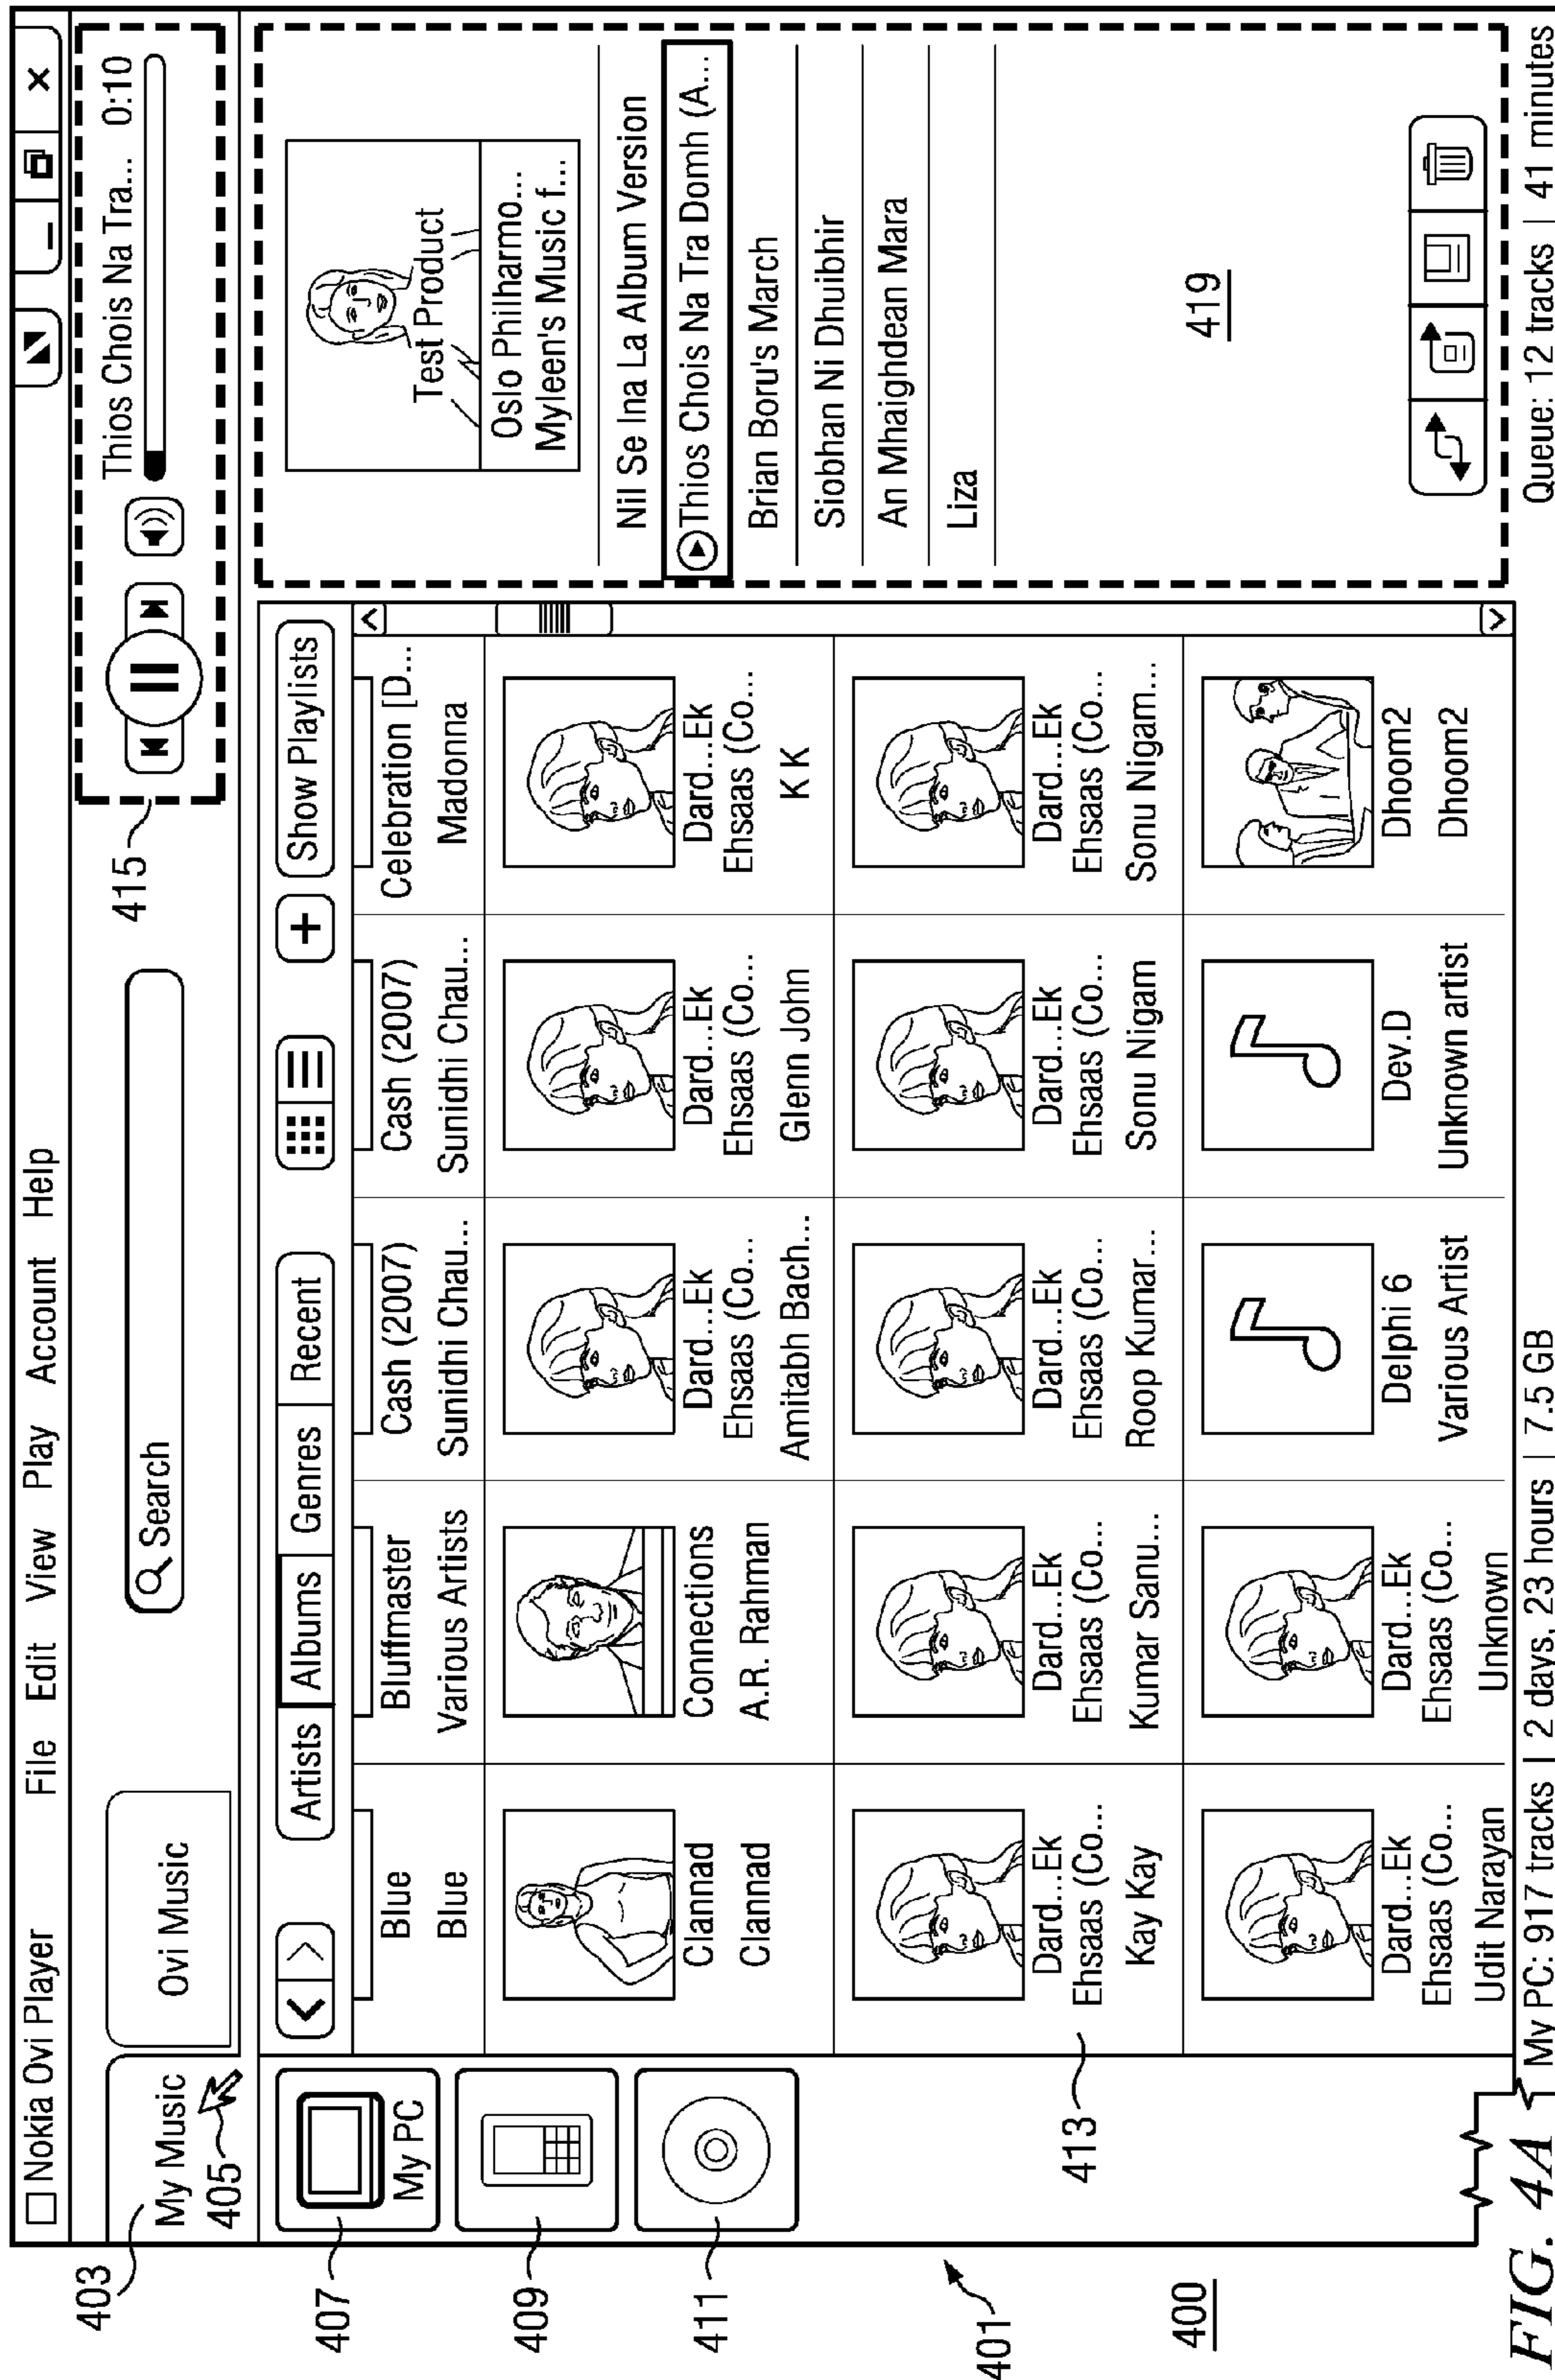 Nokia Ovi Player File Edit View Play Account Help
403
My Music
405
Ovi Music
Search
415
Thios Chois Na Tra... 0:10
407
My PC
409
411
401
400
413
Artists Albums Genres Recent
+
Show Playlists
Blue
Blue
Bluffmaster
Various Artists
Cash (2007)
Sunidhi Chau...
Cash (2007)
Sunidhi Chau...
Celebration [D...
Madonna
Clannad
Clannad
Connections
A.R. Rahman
Dard...Ek
Ehsaas (Co...
Amitabh Bach...
Dard...Ek
Ehsaas (Co...
Glenn John
Dard...Ek
Ehsaas (Co...
K K
Dard...Ek
Ehsaas (Co...
Kay Kay
Dard...Ek
Ehsaas (Co...
Kumar Sanu...
Dard...Ek
Ehsaas (Co...
Roop Kumar...
Dard...Ek
Ehsaas (Co...
Sonu Nigam
Dard...Ek
Ehsaas (Co...
Sonu Nigam...
Dard...Ek
Ehsaas (Co...
Udit Narayan
Dard...Ek
Ehsaas (Co...
Unknown
Delphi 6
Various Artist
Dev.D
Unknown artist
Dhoom2
Dhoom2
Test Product
Oslo Philharmo...
Myleen's Music f...
Nil Se Ina La Album Version
Thios Chois Na Tra Domh (A...
Brian Boru's March
Siobhan Ni Dhuibhir
An Mhaighdean Mara
Liza
419
My PC: 917 tracks | 2 days, 23 hours | 7.5 GB
Queue: 12 tracks | 41 minutes
FIG. 4A